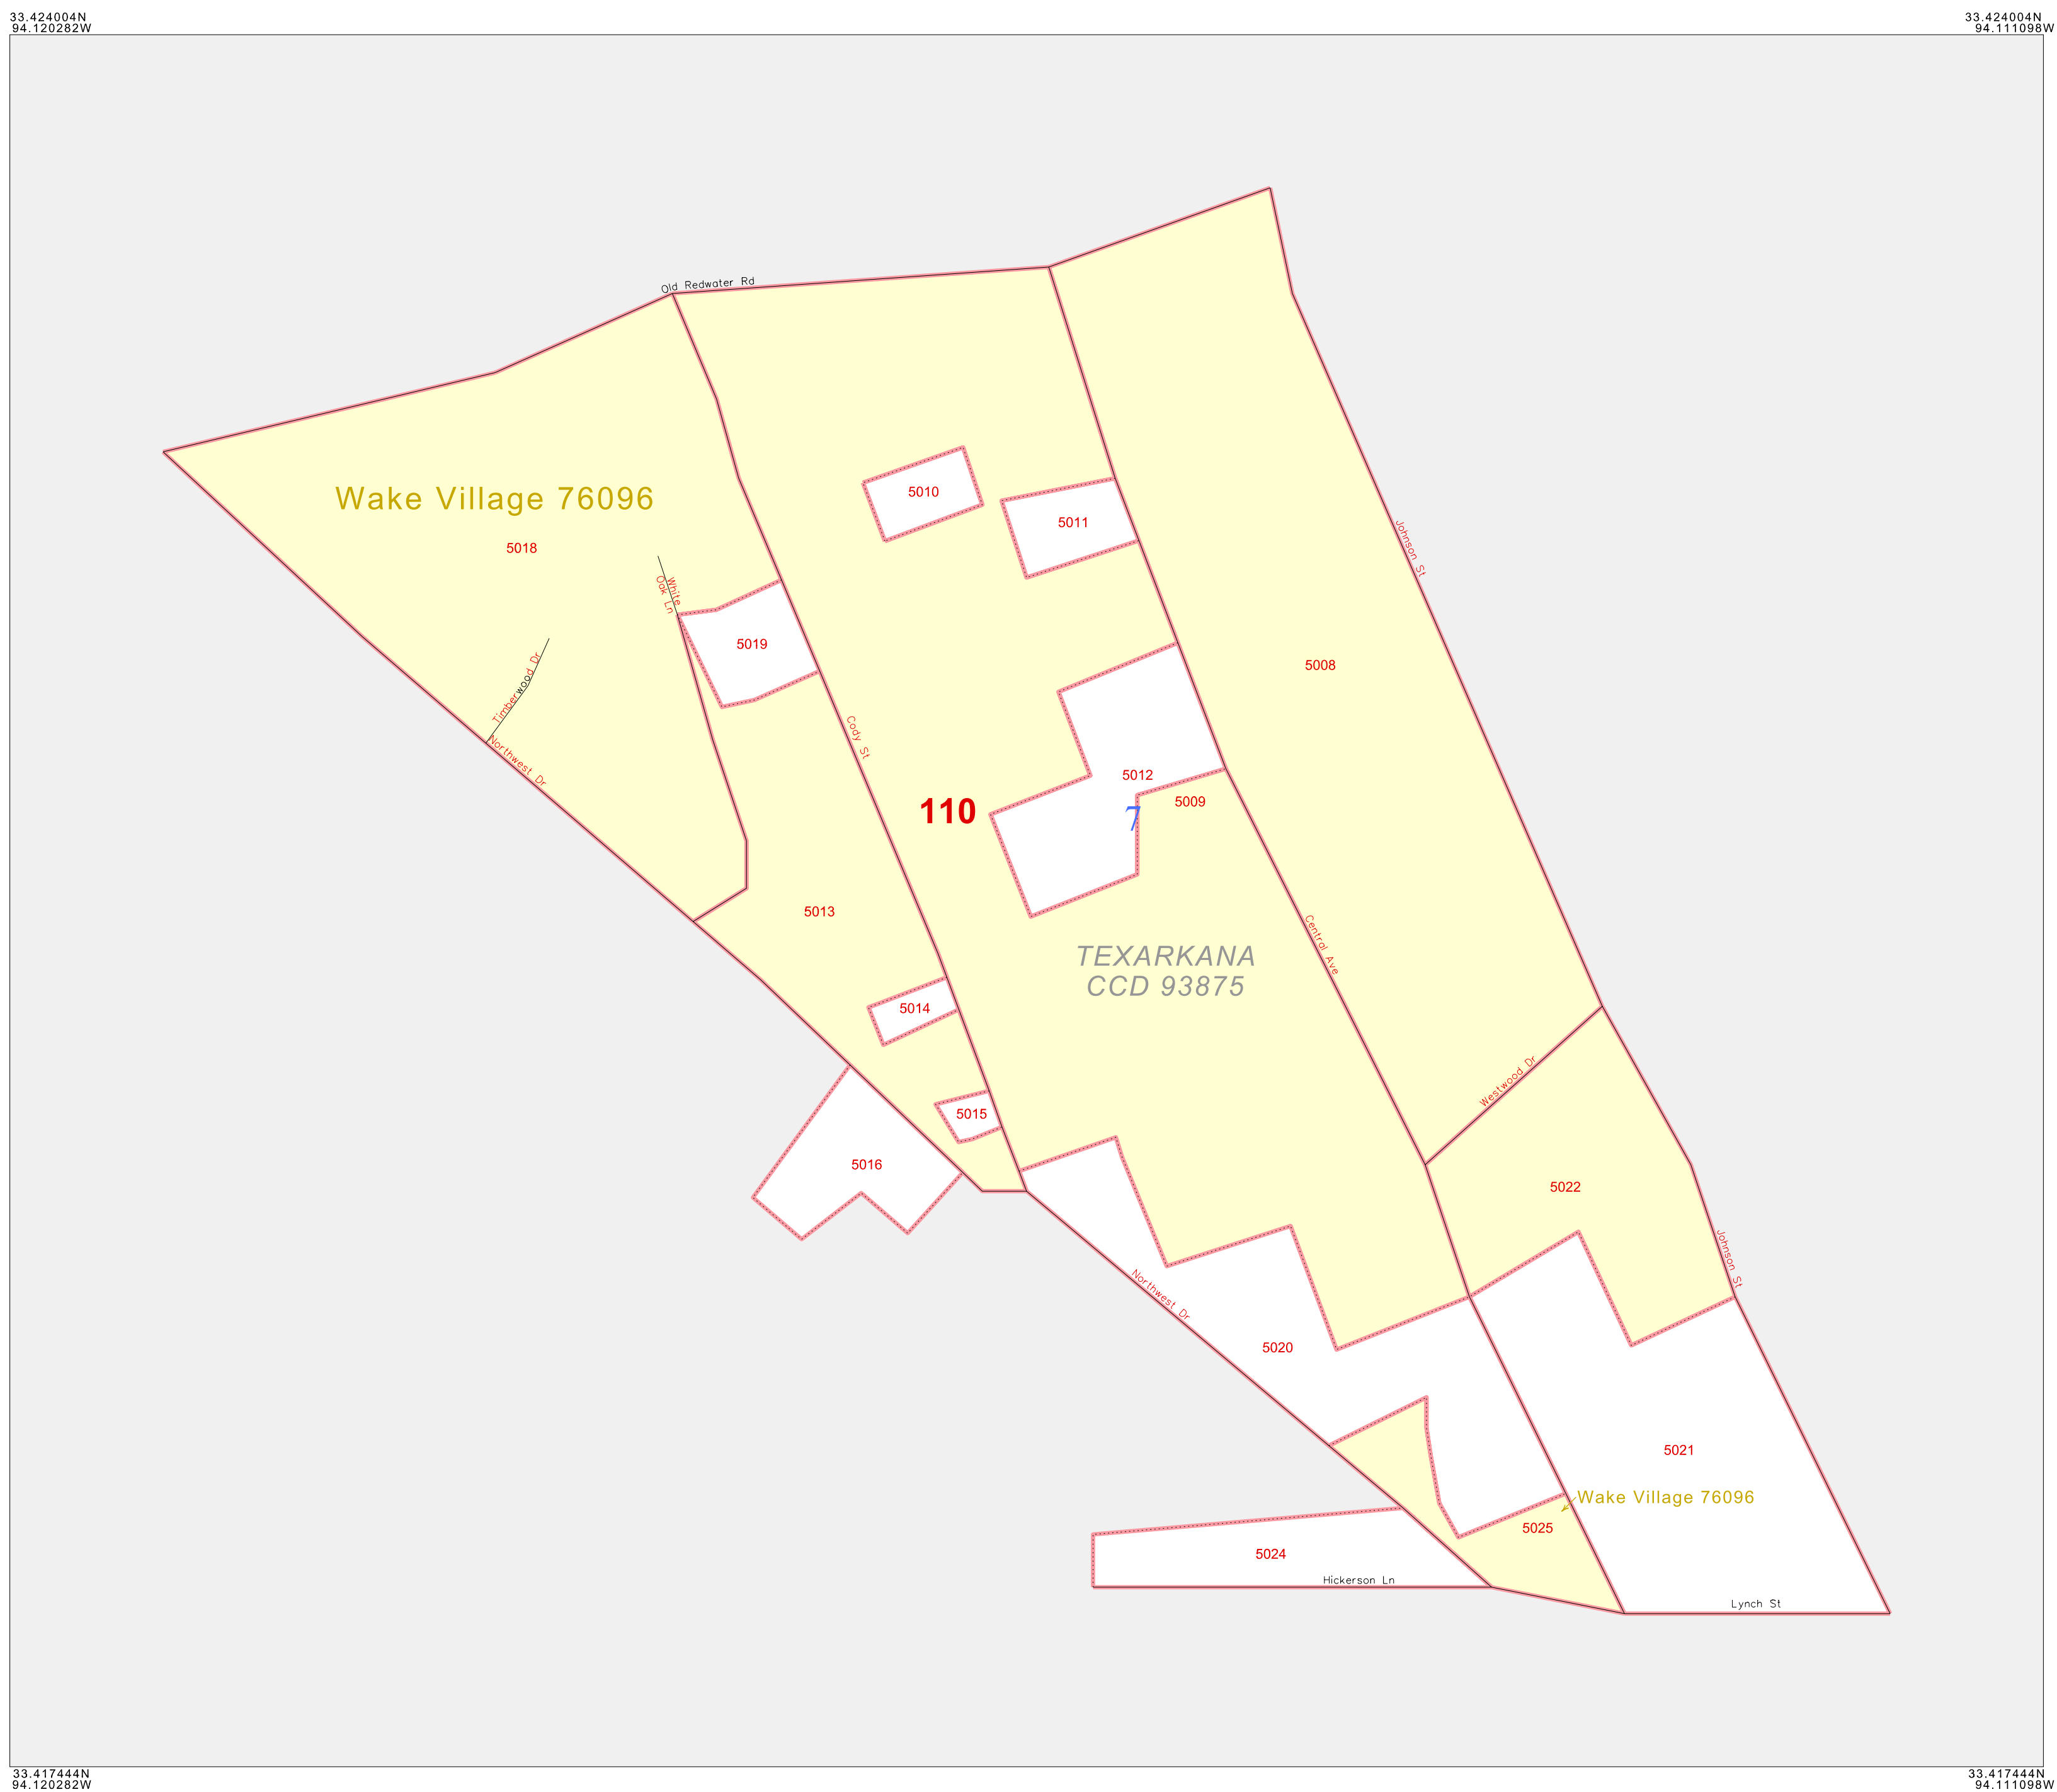 33.424004N
94.120282W
33.424004N
94.111098W
Old Redwater Rd
Wake Village 76096
5010
5011
5018
Johnson St
White
Oak Ln
5019
5008
Timberwood Dr
Northwest Dr
Cody St
5012
5009
110
7
5013
Central Ave
TEXARKANA
CCD 93875
5014
Westwood Dr
5015
5016
5022
Johnson St
Northwest Dr
5020
5021
Wake Village 76096
5025
5024
Hickerson Ln
Lynch St
33.417444N
94.120282W
33.417444N
94.111098W